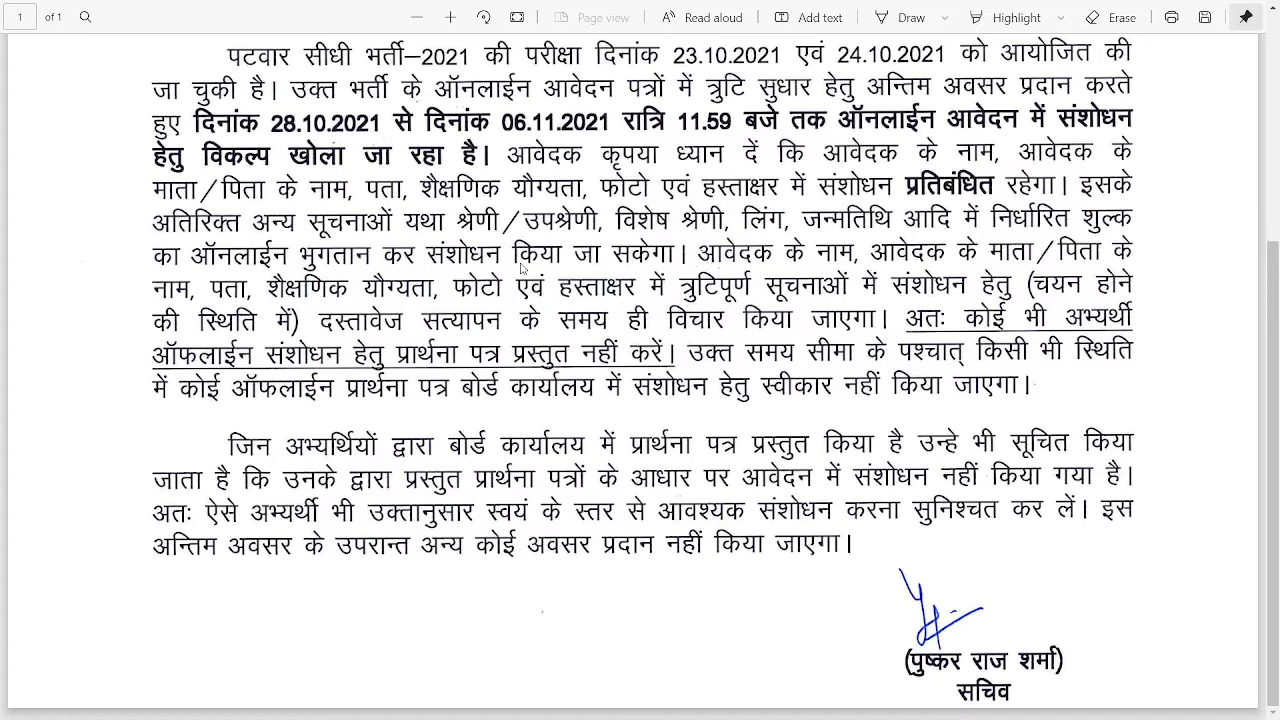 1 of 1 Page view Read aloud Add text Draw Highlight Erase
पटवार सीधी भर्ती–2021 की परीक्षा दिनांक 23.10.2021 एवं 24.10.2021 को आयोजित की
जा चुकी है। उक्त भर्ती के ऑनलाईन आवेदन पत्रों में त्रुटि सुधार हेतु अन्तिम अवसर प्रदान करते
हुए दिनांक 28.10.2021 से दिनांक 06.11.2021 रात्रि 11.59 बजे तक ऑनलाईन आवेदन में संशोधन
हेतु विकल्प खोला जा रहा है। आवेदक कृपया ध्यान दें कि आवेदक के नाम, आवेदक के
माता/पिता के नाम, पता, शैक्षणिक यौग्यता, फोटो एवं हस्ताक्षर में संशोधन प्रतिबंधित रहेगा। इसके
अतिरिक्त अन्य सूचनाओं यथा श्रेणी/उपश्रेणी, विशेष श्रेणी, लिंग, जन्मतिथि आदि में निर्धारित शुल्क
का ऑनलाईन भुगतान कर संशोधन किया जा सकेगा। आवेदक के नाम, आवेदक के माता/पिता के
नाम, पता, शैक्षणिक यौग्यता, फोटो एवं हस्ताक्षर में त्रुटिपूर्ण सूचनाओं में संशोधन हेतु (चयन होने
की स्थिति में) दस्तावेज सत्यापन के समय ही विचार किया जाएगा। अतः कोई भी अभ्यर्थी
ऑफलाईन संशोधन हेतु प्रार्थना पत्र प्रस्तुत नहीं करें। उक्त समय सीमा के पश्चात् किसी भी स्थिति
में कोई ऑफलाईन प्रार्थना पत्र बोर्ड कार्यालय में संशोधन हेतु स्वीकार नहीं किया जाएगा।
जिन अभ्यर्थियों द्वारा बोर्ड कार्यालय में प्रार्थना पत्र प्रस्तुत किया है उन्हे भी सूचित किया
जाता है कि उनके द्वारा प्रस्तुत प्रार्थना पत्रों के आधार पर आवेदन में संशोधन नहीं किया गया है।
अतः ऐसे अभ्यर्थी भी उक्तानुसार स्वयं के स्तर से आवश्यक संशोधन करना सुनिश्चत कर लें। इस
अन्तिम अवसर के उपरान्त अन्य कोई अवसर प्रदान नहीं किया जाएगा।
(पुष्कर राज शर्मा)
सचिव